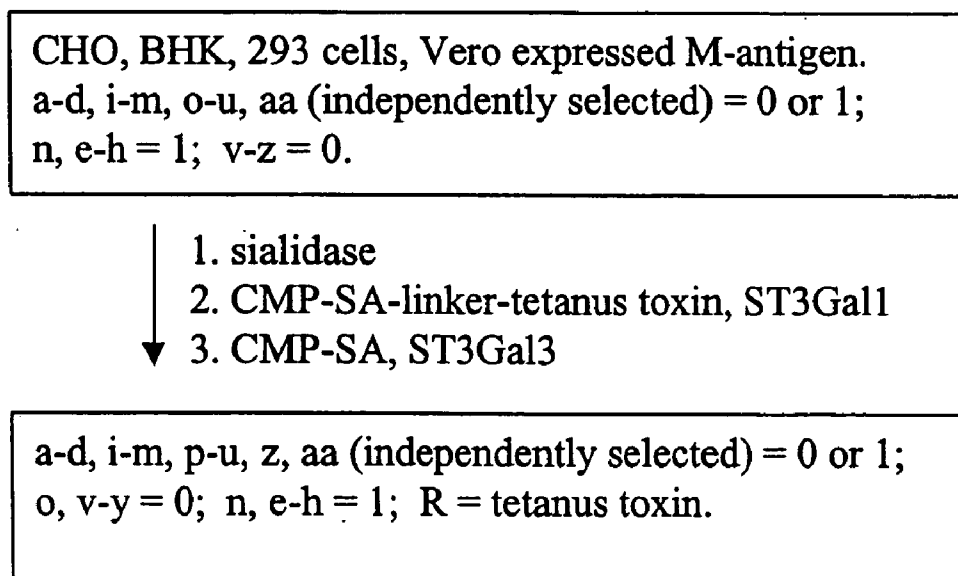 CHO, BHK, 293 cells, Vero expressed M-antigen.
a-d, i-m, o-u, aa (independently selected) = 0 or 1;
n, e-h = 1; v-z = 0.
1. sialidase
2. CMP-SA-linker-tetanus toxin, ST3Gal1
3. CMP-SA, ST3Gal3
a-d, i-m, p-u, z, aa (independently selected) = 0 or 1;
o, v-y = 0; n, e-h = 1; R = tetanus toxin.